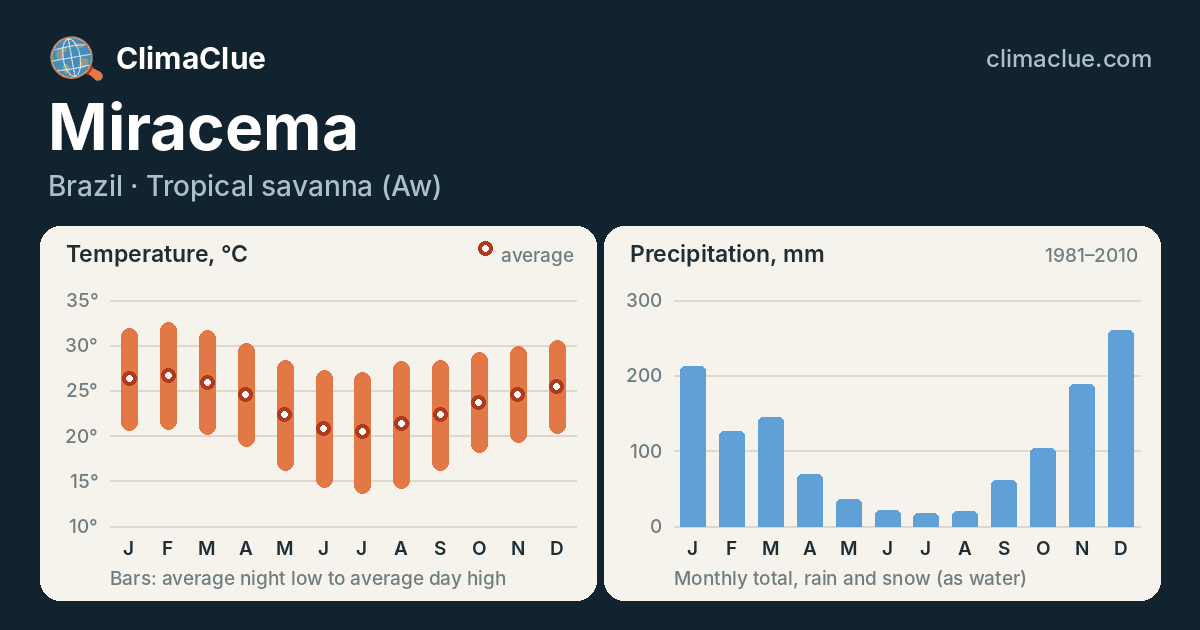 ClimaClue
climaclue.com
Miracema
Brazil · Tropical savanna (Aw)
Temperature, °C
average
35°
30°
25°
20°
15°
10°
J F M A M J J A S O N D
Bars: average night low to average day high
Precipitation, mm
1981–2010
300
200
100
0
J F M A M J J A S O N D
Monthly total, rain and snow (as water)